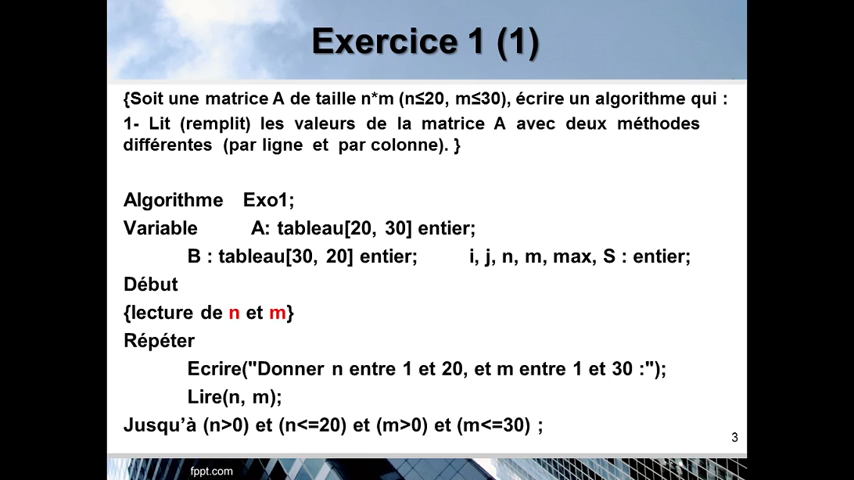 Exercice 1 (1)
{Soit une matrice A de taille n*m (n≤20, m≤30), écrire un algorithme qui :
1- Lit (remplit) les valeurs de la matrice A avec deux méthodes
différentes (par ligne et par colonne). }
Algorithme Exo1;
Variable A: tableau[20, 30] entier;
B : tableau[30, 20] entier; i, j, n, m, max, S : entier;
Début
{lecture de n et m}
Répéter
Ecrire("Donner n entre 1 et 20, et m entre 1 et 30 :");
Lire(n, m);
Jusqu’à (n>0) et (n<=20) et (m>0) et (m<=30) ;
3
fppt.com